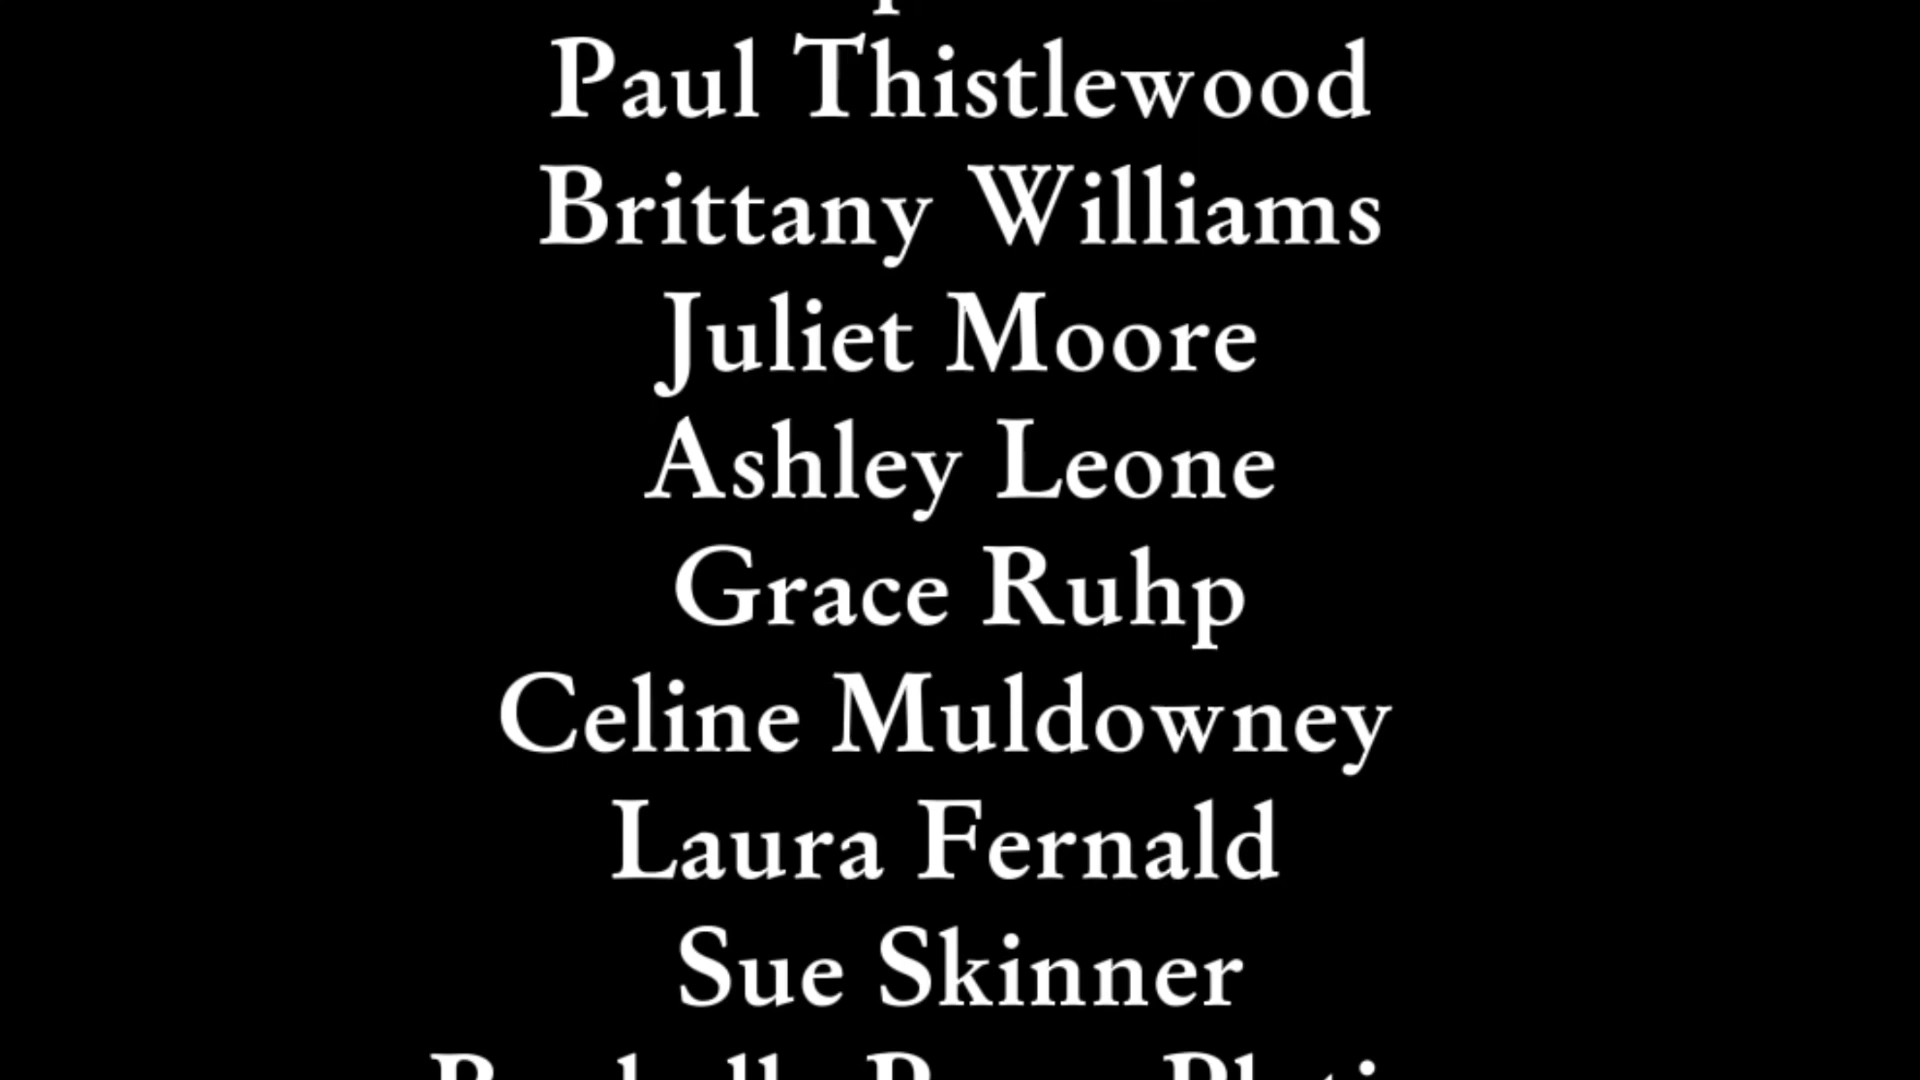 Paul Thistlewood
Brittany Williams
Juliet Moore
Ashley Leone
Grace Ruhp
Celine Muldowney
Laura Fernald
Sue Skinner